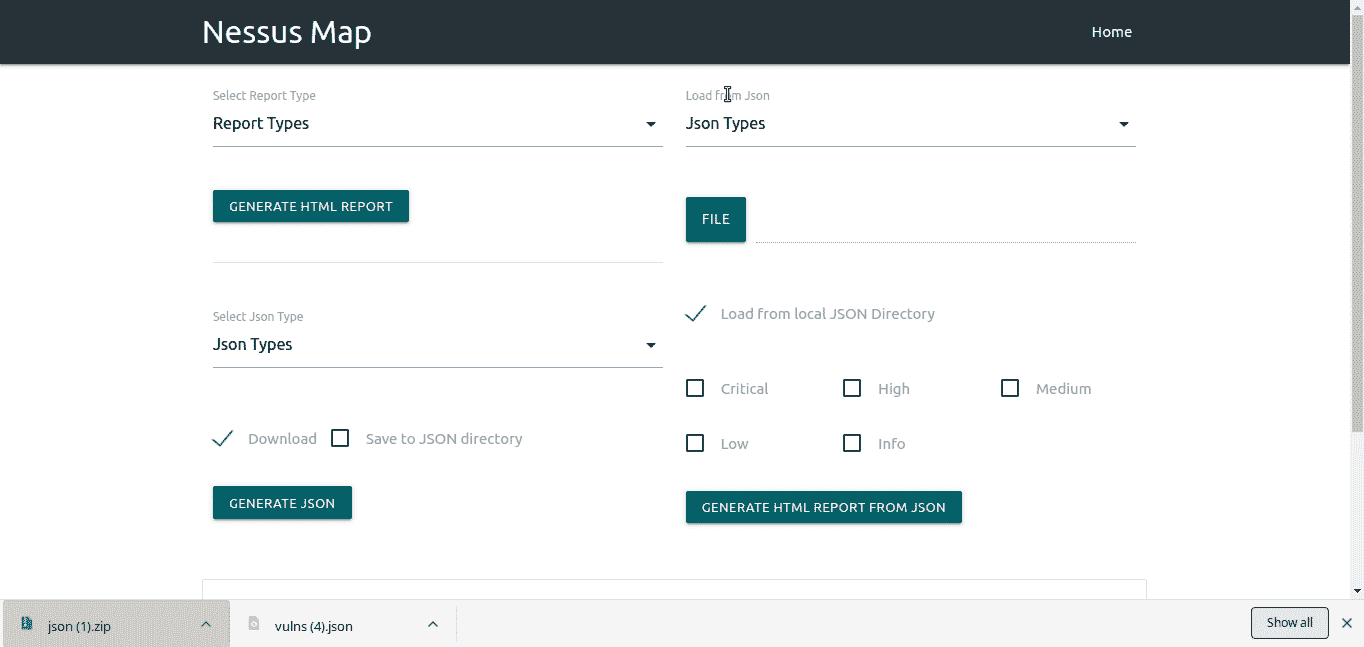 Nessus Map
Home
Select Report Type
Report Types
GENERATE HTML REPORT
Select Json Type
Json Types
Download
Save to JSON directory
GENERATE JSON
Load from Json
Json Types
FILE
Load from local JSON Directory
Critical High Medium
Low Info
GENERATE HTML REPORT FROM JSON
json (1).zip
vulns (4).json
Show all